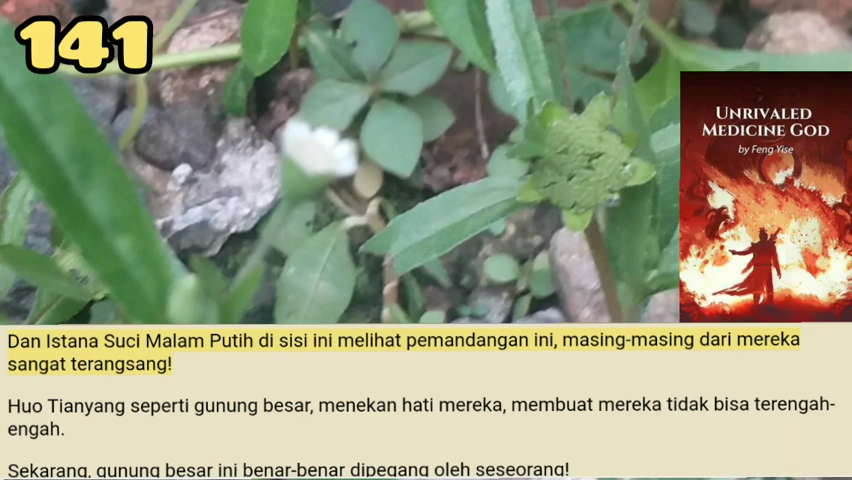 141
UNRIVALED
MEDICINE GOD
by Feng Yise
Dan Istana Suci Malam Putih di sisi ini melihat pemandangan ini, masing-masing dari mereka
sangat terangsang!
Huo Tianyang seperti gunung besar, menekan hati mereka, membuat mereka tidak bisa terengah-
engah.
Sekarang, gunung besar ini benar-benar dipegang oleh seseorang!